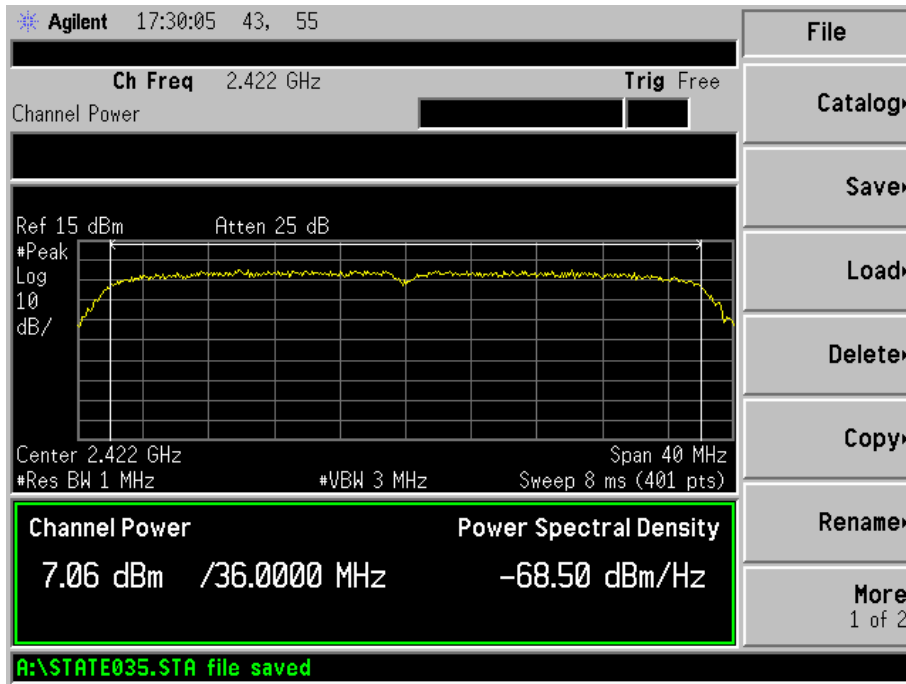 Agilent 17:30:05 43, 55
Ch Freq 2.422 GHz Trig Free
Channel Power
Ref 15 dBm Atten 25 dB
#Peak
Log
10
dB/
Center 2.422 GHz Span 40 MHz
#Res BW 1 MHz #VBW 3 MHz Sweep 8 ms (401 pts)
Channel Power Power Spectral Density
7.06 dBm /36.0000 MHz -68.50 dBm/Hz
A:\STATE035.STA file saved
File
Catalog
Save
Load
Delete
Copy
Rename
More
1 of 2